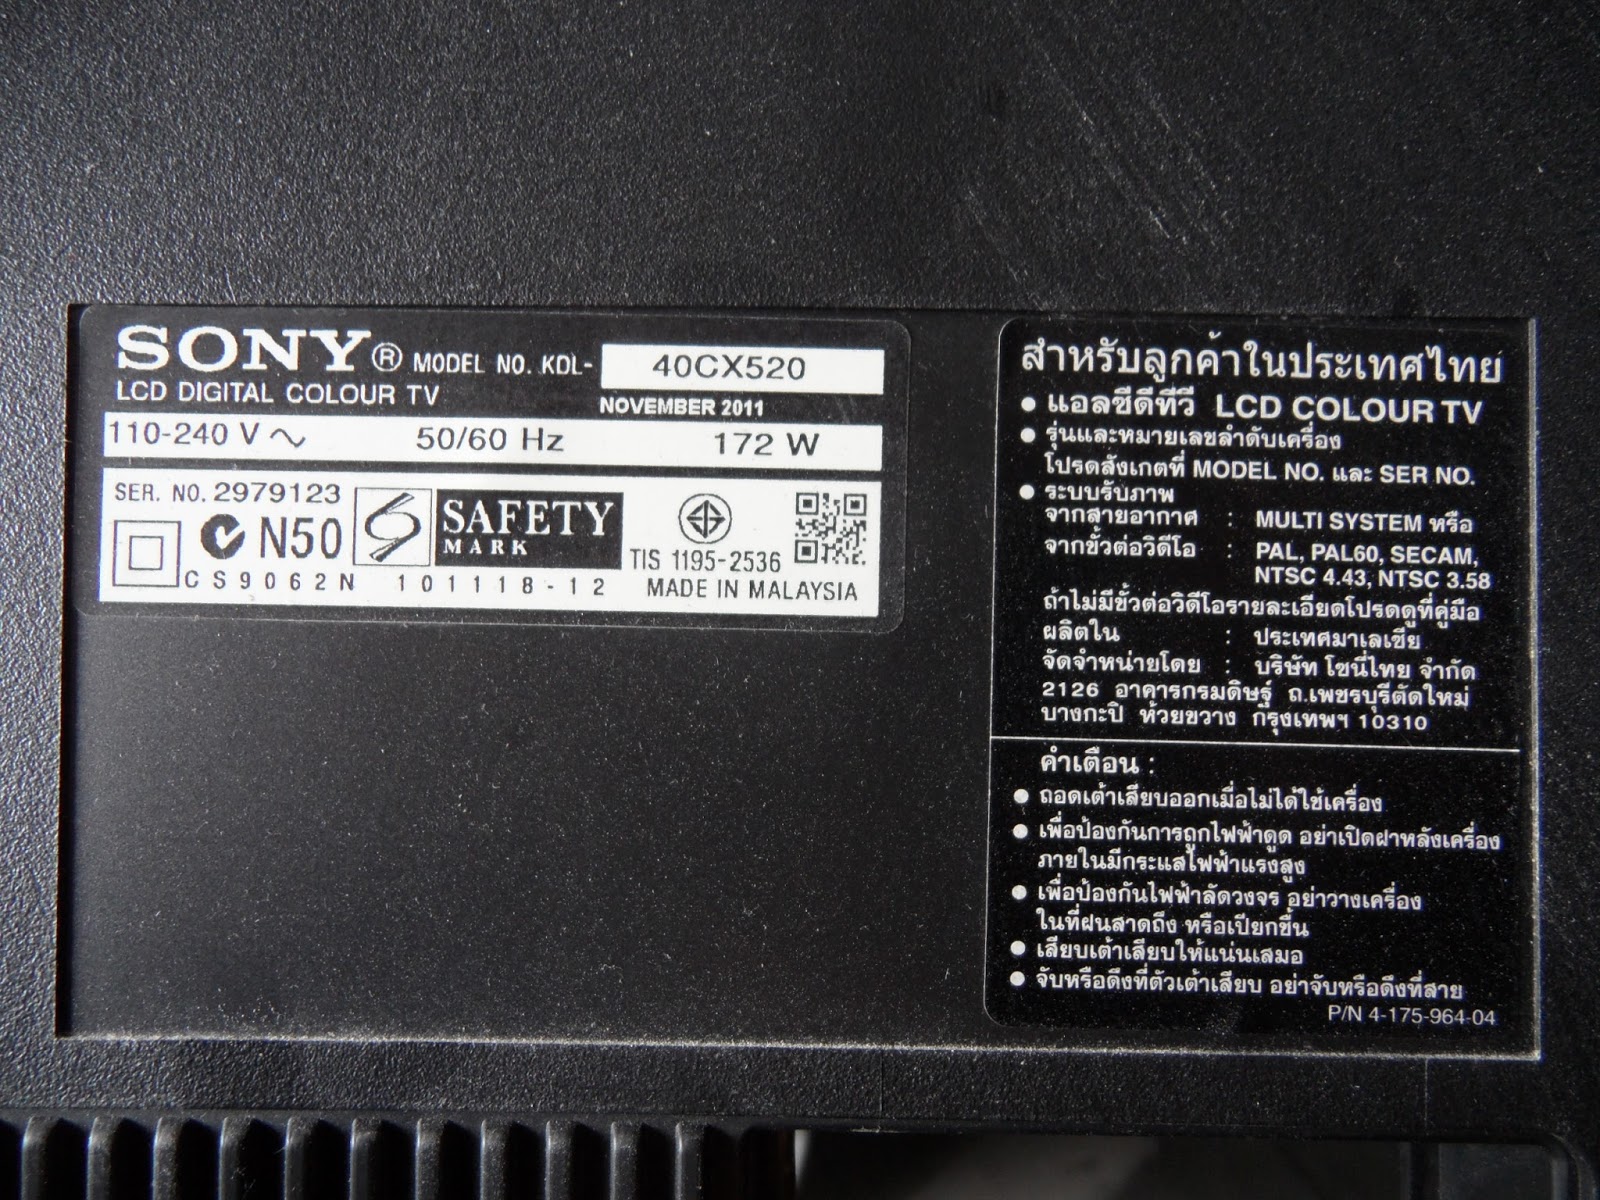 SONY® MODEL NO. KDL- 40CX520
LCD DIGITAL COLOUR TV
NOVEMBER 2011
110-240 V ~ 50/60 Hz 172 W
SER. NO. 2979123
N50
SAFETY
MARK
TIS 1195-2536
CS9062N 101118-12
MADE IN MALAYSIA
สำหรับลูกค้าในประเทศไทย
● แอลซีดีทีวี LCD COLOUR TV
● รุ่นและหมายเลขลำดับเครื่อง
โปรดสังเกตที่ MODEL NO. และ SER NO.
● ระบบรับภาพ
จากสายอากาศ : MULTI SYSTEM หรือ
จากขั้วต่อวิดีโอ : PAL, PAL60, SECAM,
NTSC 4.43, NTSC 3.58
ถ้าไม่มีขั้วต่อวิดีโอรายละเอียดโปรดดูที่คู่มือ
ผลิตใน : ประเทศมาเลเซีย
จัดจำหน่ายโดย : บริษัท โซนี่ไทย จำกัด
2126 อาคารกรมดิษฐ์ ถ.เพชรบุรีตัดใหม่
บางกะปิ ห้วยขวาง กรุงเทพฯ 10310
คำเตือน :
● ถอดเต้าเสียบออกเมื่อไม่ได้ใช้เครื่อง
● เพื่อป้องกันการถูกไฟฟ้าดูด อย่าเปิดฝาหลังเครื่อง
ภายในมีกระแสไฟฟ้าแรงสูง
● เพื่อป้องกันไฟฟ้าลัดวงจร อย่าวางเครื่อง
ในที่ฝนสาดถึง หรือเปียกชื้น
● เสียบเต้าเสียบให้แน่นเสมอ
● จับหรือดึงที่ตัวเต้าเสียบ อย่าจับหรือดึงที่สาย
P/N 4-175-964-04